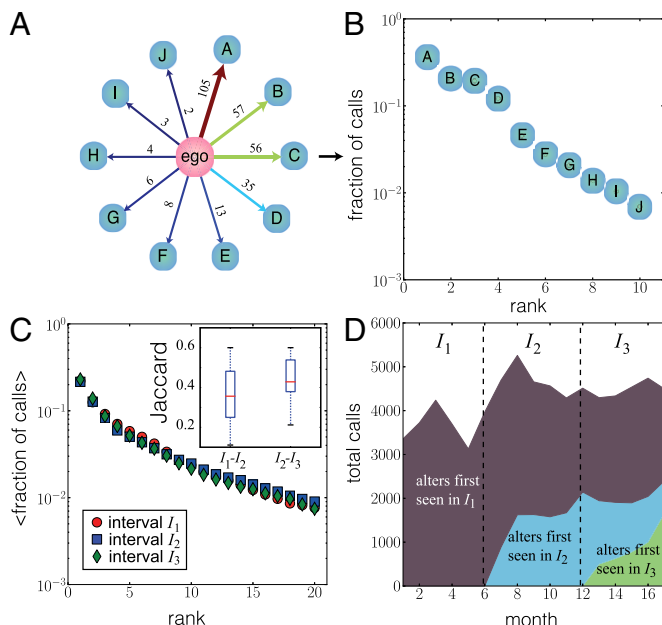 A
J
A
I
B
H
ego
C
G
D
F
E
105
57
56
35
13
8
6
4
3
2
B
fraction of calls
10^0
10^-1
10^-2
10^-3
A
B
C
D
E
F
G
H
I
J
0 2 4 6 8 10
rank
C
<fraction of calls>
10^0
10^-1
10^-2
10^-3
Jaccard
0.6
0.4
0.2
I1-I2 I2-I3
interval I1
interval I2
interval I3
0 5 10 15 20
rank
D
total calls
6000
5000
4000
3000
2000
1000
0
I1 I2 I3
alters first
seen in I1
alters first
seen in I2
alters first
seen in I3
2 4 6 8 10 12 14 16
month